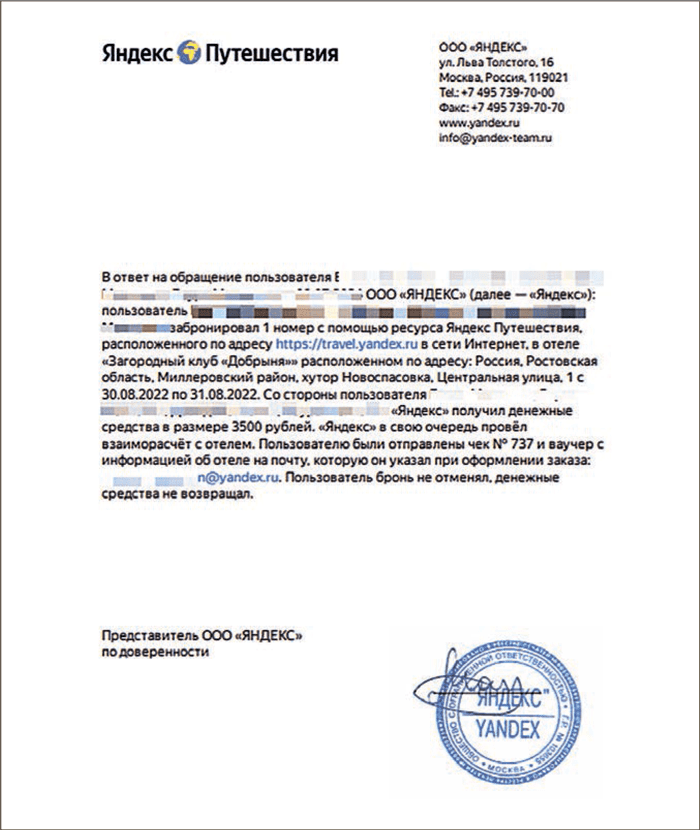 Яндекс Путешествия
ООО «ЯНДЕКС»
ул. Льва Толстого, 16
Москва, Россия, 119021
Tel.: +7 495 739-70-00
Факс: +7 495 739-70-70
www.yandex.ru
info@yandex-team.ru
В ответ на обращение пользователя
ООО «ЯНДЕКС» (далее — «Яндекс»):
пользователь
забронировал 1 номер с помощью ресурса Яндекс Путешествия,
расположенного по адресу https://travel.yandex.ru в сети Интернет, в отеле
«Загородный клуб «Добрыня»» расположенном по адресу: Россия, Ростовская
область, Миллеровский район, хутор Новоспасовка, Центральная улица, 1 с
30.08.2022 по 31.08.2022. Со стороны пользователя
«Яндекс» получил денежные
средства в размере 3500 рублей. «Яндекс» в свою очередь провёл
взаиморасчёт с отелем. Пользователю были отправлены чек № 737 и ваучер с
информацией об отеле на почту, которую он указал при оформлении заказа:
n@yandex.ru. Пользователь бронь не отменял, денежные
средства не возвращал.
Представитель ООО «ЯНДЕКС»
по доверенности
ОБЩЕСТВО С ОГРАНИЧЕННОЙ ОТВЕТСТВЕННОСТЬЮ
"ЯНДЕКС"
YANDEX
МОСКВА